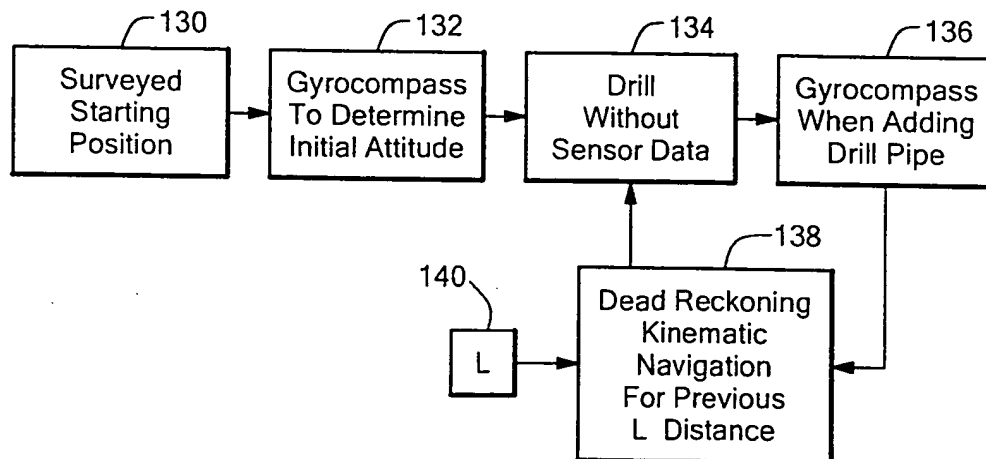 130
132
134
136
Surveyed
Starting
Position
Gyrocompass
To Determine
Initial Attitude
Drill
Without
Sensor Data
Gyrocompass
When Adding
Drill Pipe
138
140
L
Dead Reckoning
Kinematic
Navigation
For Previous
L Distance